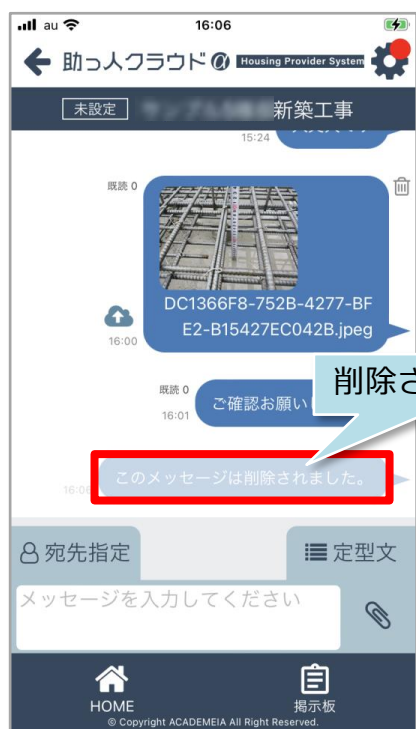 au
16:06
助っ人クラウドα Housing Provider System
未設定
新築工事
15:24
既読 0
DC1366F8-752B-4277-BF
E2-B15427EC042B.jpeg
16:00
削除さ
既読 0
ご確認お願い
16:01
このメッセージは削除されました。
宛先指定
定型文
メッセージを入力してください
HOME
掲示板
© Copyright ACADEMEIA All Right Reserved.